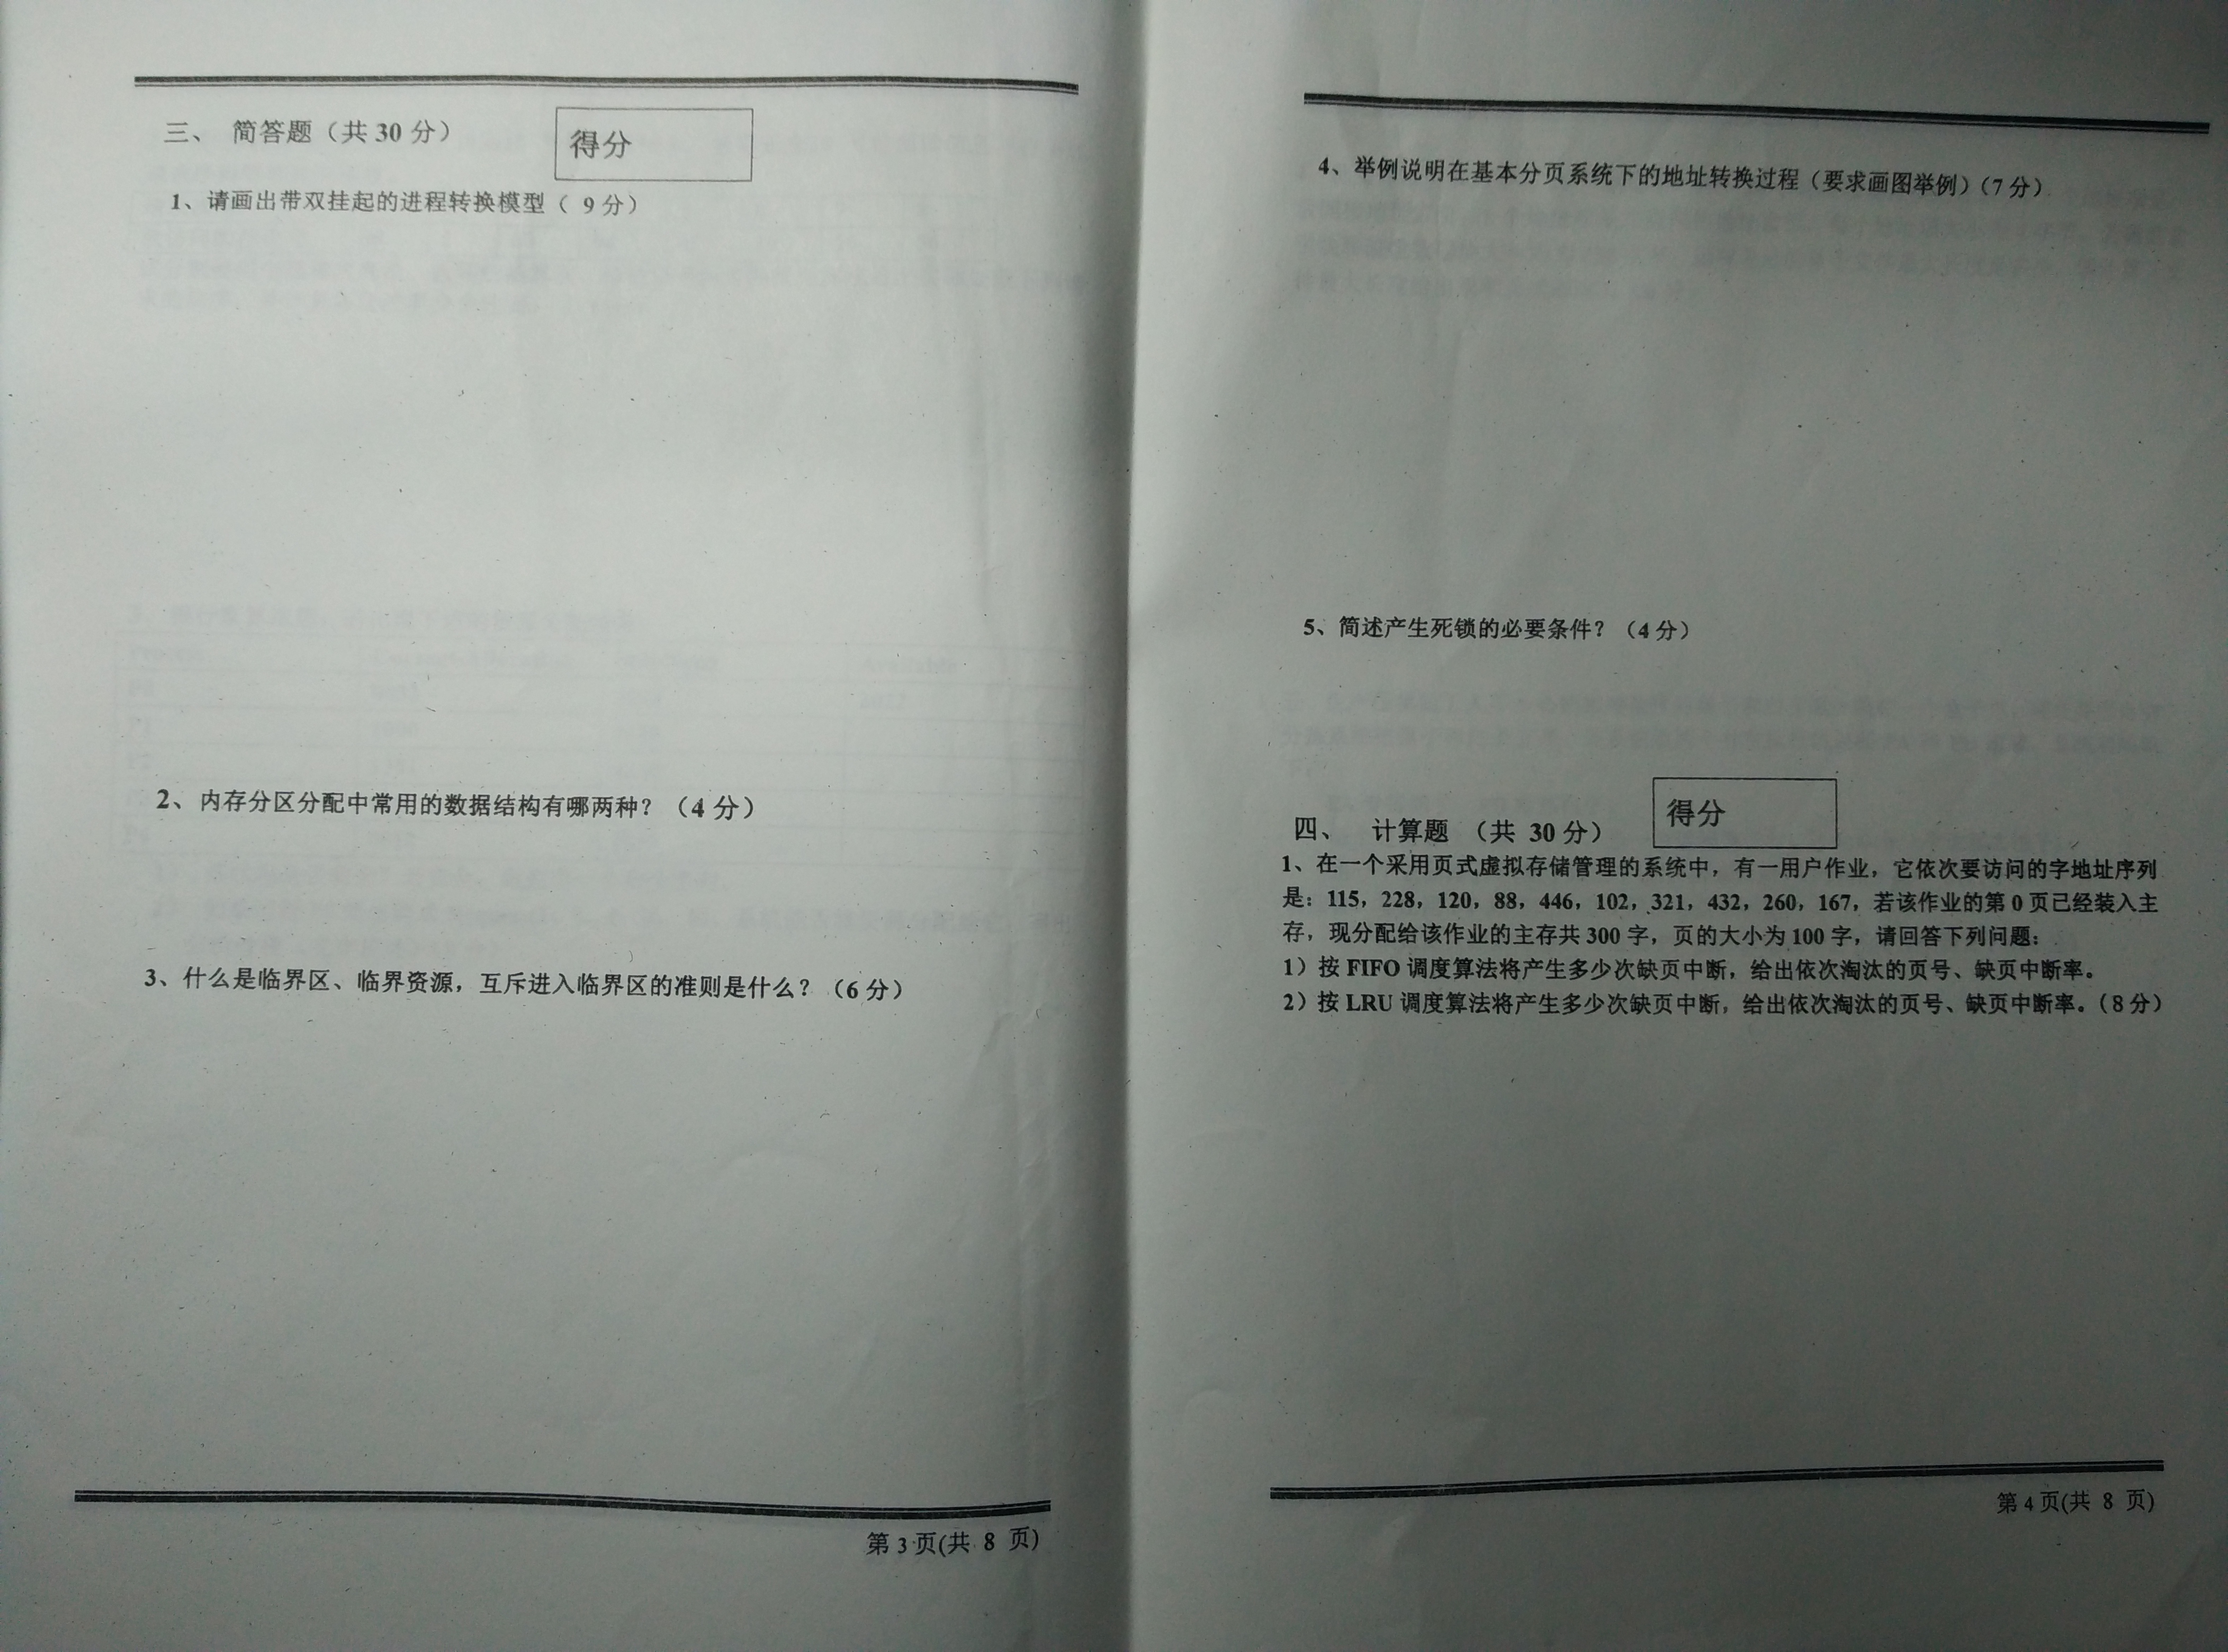 三、 简答题（共 30 分）
得分
1、请画出带双挂起的进程转换模型（ 9 分）
2、内存分区分配中常用的数据结构有哪两种？（4 分）
3、什么是临界区、临界资源，互斥进入临界区的准则是什么？（6 分）
第 3 页(共 8 页)
4、举例说明在基本分页系统下的地址转换过程（要求画图举例）（7 分）
5、简述产生死锁的必要条件？（4 分）
得分
四、 计算题 （共 30 分）
1、在一个采用页式虚拟存储管理的系统中，有一用户作业，它依次要访问的字地址序列
是：115，228，120，88，446，102，321，432，260，167，若该作业的第 0 页已经装入主
存，现分配给该作业的主存共 300 字，页的大小为 100 字，请回答下列问题：
1）按 FIFO 调度算法将产生多少次缺页中断，给出依次淘汰的页号、缺页中断率。
2）按 LRU 调度算法将产生多少次缺页中断，给出依次淘汰的页号、缺页中断率。（8 分）
第 4 页(共 8 页)